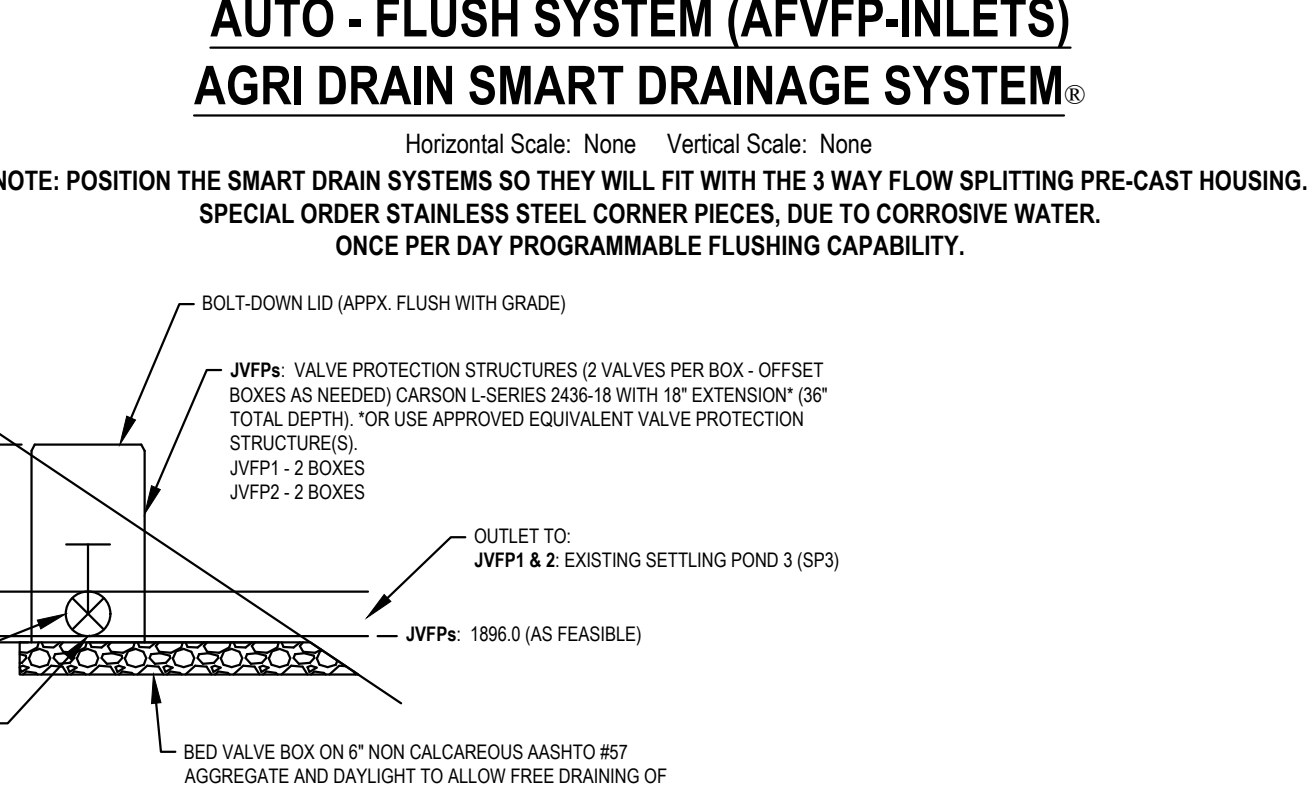 AUTO - FLUSH SYSTEM (AFVFP-INLETS)
AGRI DRAIN SMART DRAINAGE SYSTEM®
Horizontal Scale: None Vertical Scale: None
NOTE: POSITION THE SMART DRAIN SYSTEMS SO THEY WILL FIT WITH THE 3 WAY FLOW SPLITTING PRE-CAST HOUSING.
SPECIAL ORDER STAINLESS STEEL CORNER PIECES, DUE TO CORROSIVE WATER.
ONCE PER DAY PROGRAMMABLE FLUSHING CAPABILITY.
BOLT-DOWN LID (APPX. FLUSH WITH GRADE)
JVFPs: VALVE PROTECTION STRUCTURES (2 VALVES PER BOX - OFFSET
BOXES AS NEEDED) CARSON L-SERIES 2436-18 WITH 18" EXTENSION* (36"
TOTAL DEPTH). *OR USE APPROVED EQUIVALENT VALVE PROTECTION
STRUCTURE(S).
JVFP1 - 2 BOXES
JVFP2 - 2 BOXES
OUTLET TO:
JVFP1 & 2: EXISTING SETTLING POND 3 (SP3)
JVFPs: 1896.0 (AS FEASIBLE)
BED VALVE BOX ON 6" NON CALCAREOUS AASHTO #57
AGGREGATE AND DAYLIGHT TO ALLOW FREE DRAINING OF